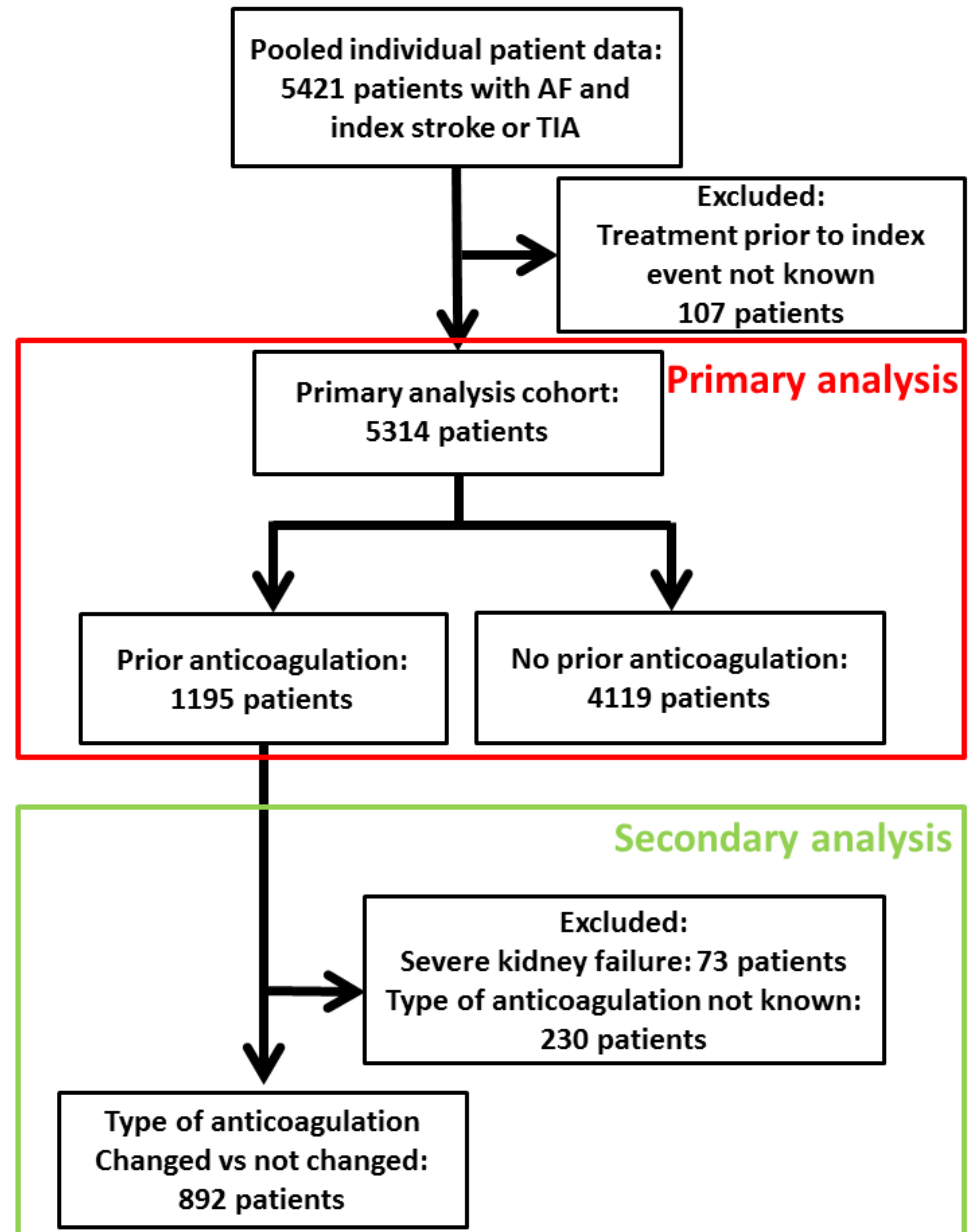 Pooled individual patient data:
5421 patients with AF and
index stroke or TIA
Excluded:
Treatment prior to index
event not known
107 patients
Primary analysis
Primary analysis cohort:
5314 patients
Prior anticoagulation:
1195 patients
No prior anticoagulation:
4119 patients
Secondary analysis
Excluded:
Severe kidney failure: 73 patients
Type of anticoagulation not known:
230 patients
Type of anticoagulation
Changed vs not changed:
892 patients